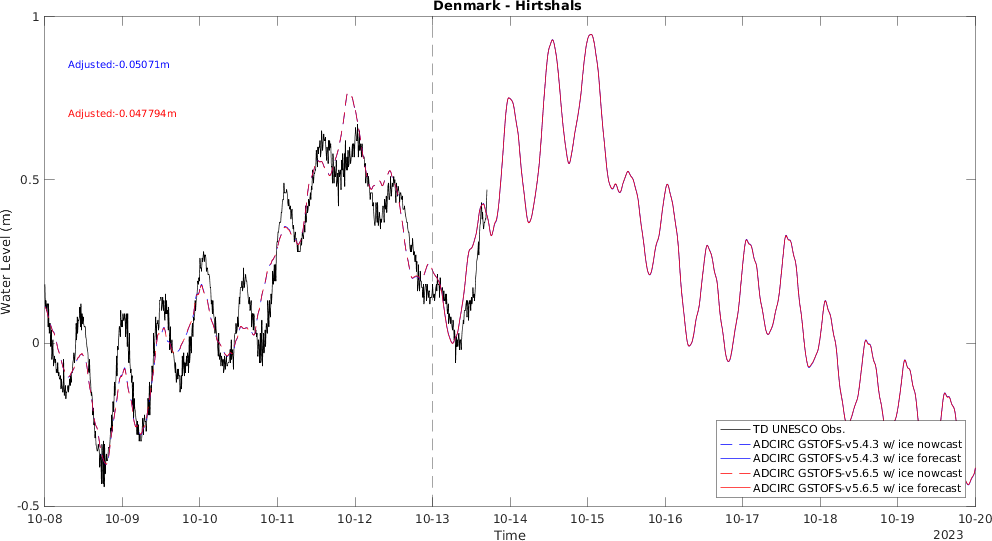 Denmark - Hirtshals
1
Adjusted:-0.05071m
Adjusted:-0.047794m
0.5
Water Level (m)
0
TD UNESCO Obs.
ADCIRC GSTOFS-v5.4.3 w/ ice nowcast
ADCIRC GSTOFS-v5.4.3 w/ ice forecast
ADCIRC GSTOFS-v5.6.5 w/ ice nowcast
ADCIRC GSTOFS-v5.6.5 w/ ice forecast
-0.5
10-08 10-09 10-10 10-11 10-12 10-13 10-14 10-15 10-16 10-17 10-18 10-19 10-20
Time
2023